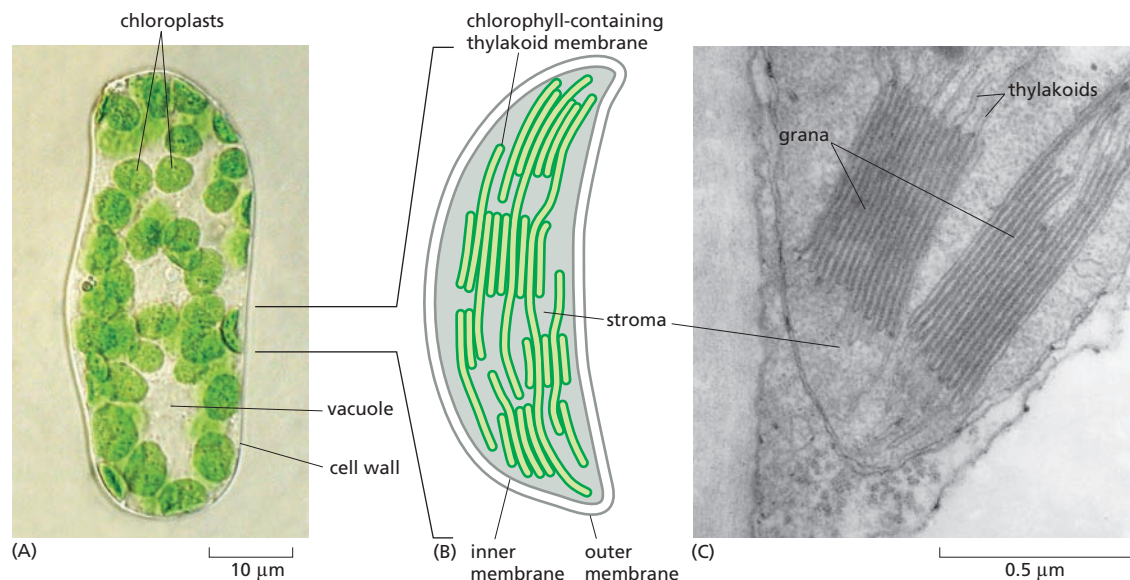 chloroplasts
vacuole
cell wall
(A)
10 µm
chlorophyll-containing
thylakoid membrane
stroma
(B)
inner
membrane
outer
membrane
thylakoids
grana
(C)
0.5 µm